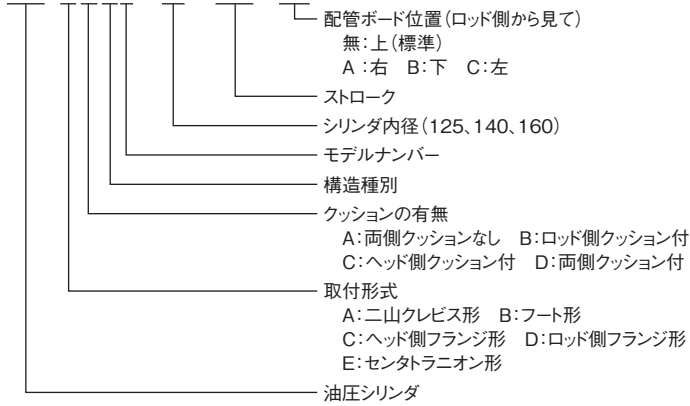 配管ボード位置（ロッド側から見て）
無：上（標準）
A：右　B：下　C：左
ストローク
シリンダ内径（125、140、160）
モデルナンバー
構造種別
クッションの有無
A：両側クッションなし　B：ロッド側クッション付
C：ヘッド側クッション付　D：両側クッション付
取付形式
A：二山クレビス形　B：フート形
C：ヘッド側フランジ形　D：ロッド側フランジ形
E：センタトラニオン形
油圧シリンダ